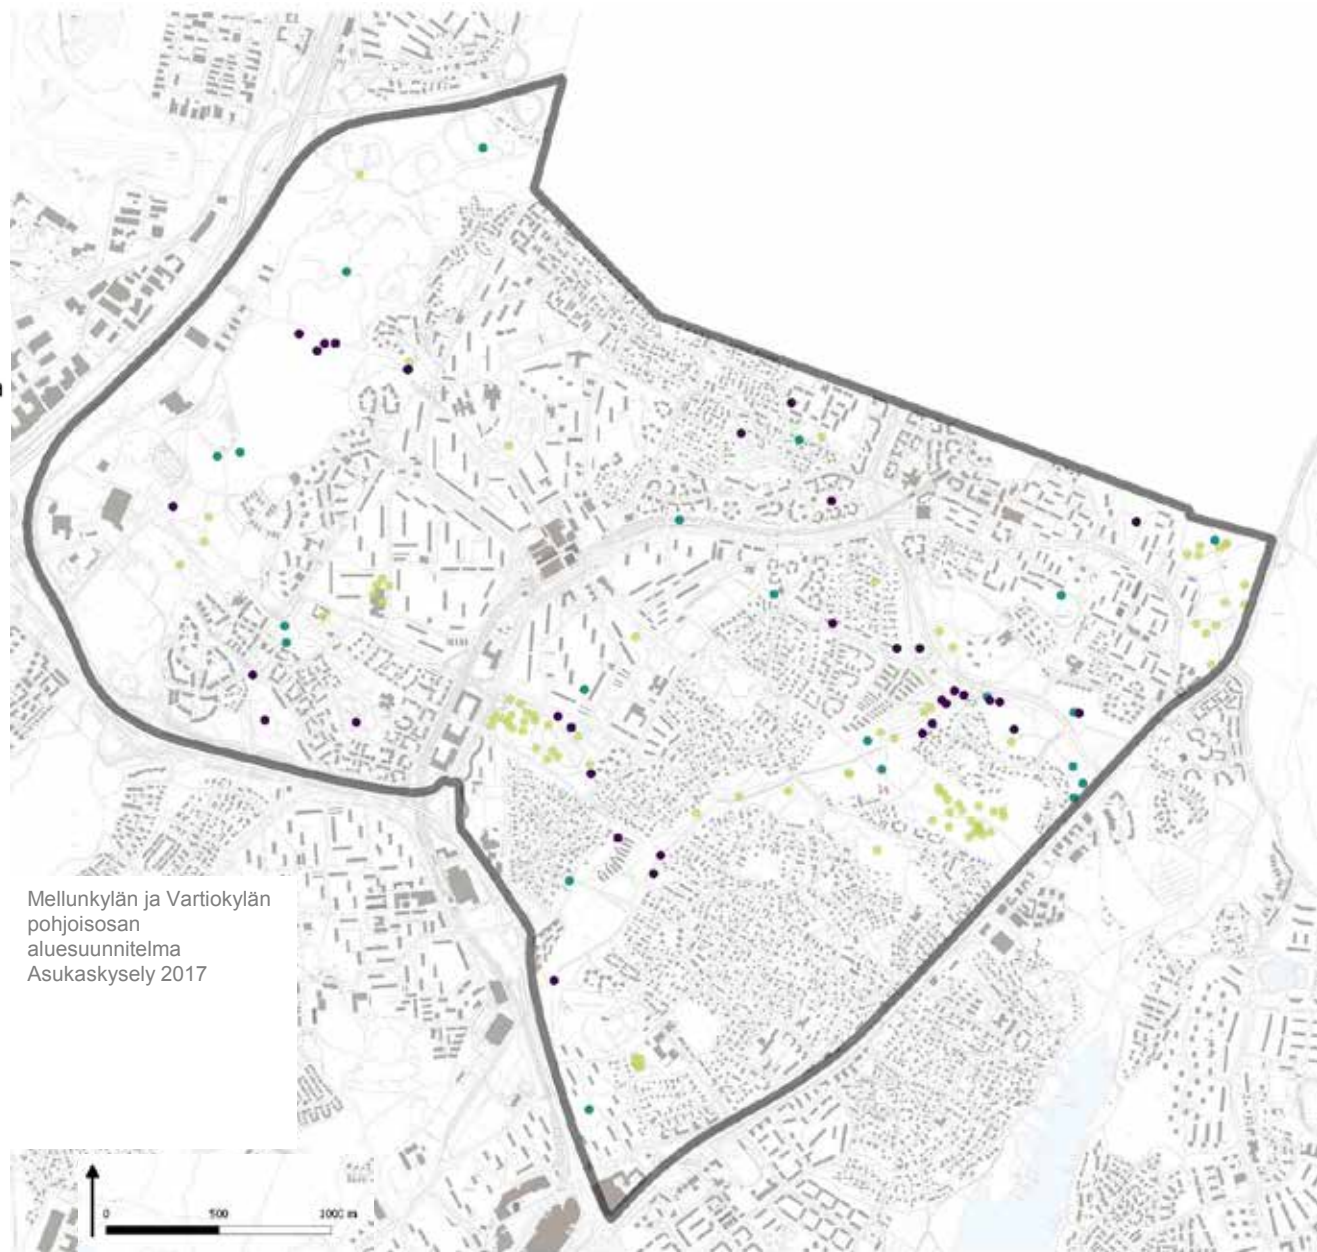 Mellunkylän ja Vartiokylän
pohjoisosan
aluesuunnitelma
Asukaskysely 2017
0 500 1000 m